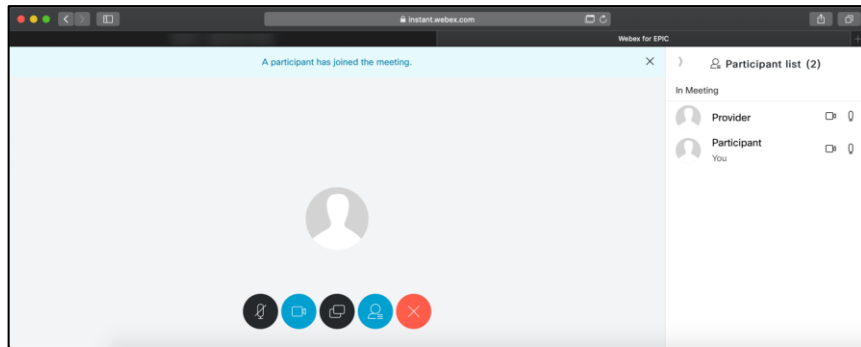 instant.webex.com
Webex for EPIC
A participant has joined the meeting.
Participant list (2)
In Meeting
Provider
Participant
You